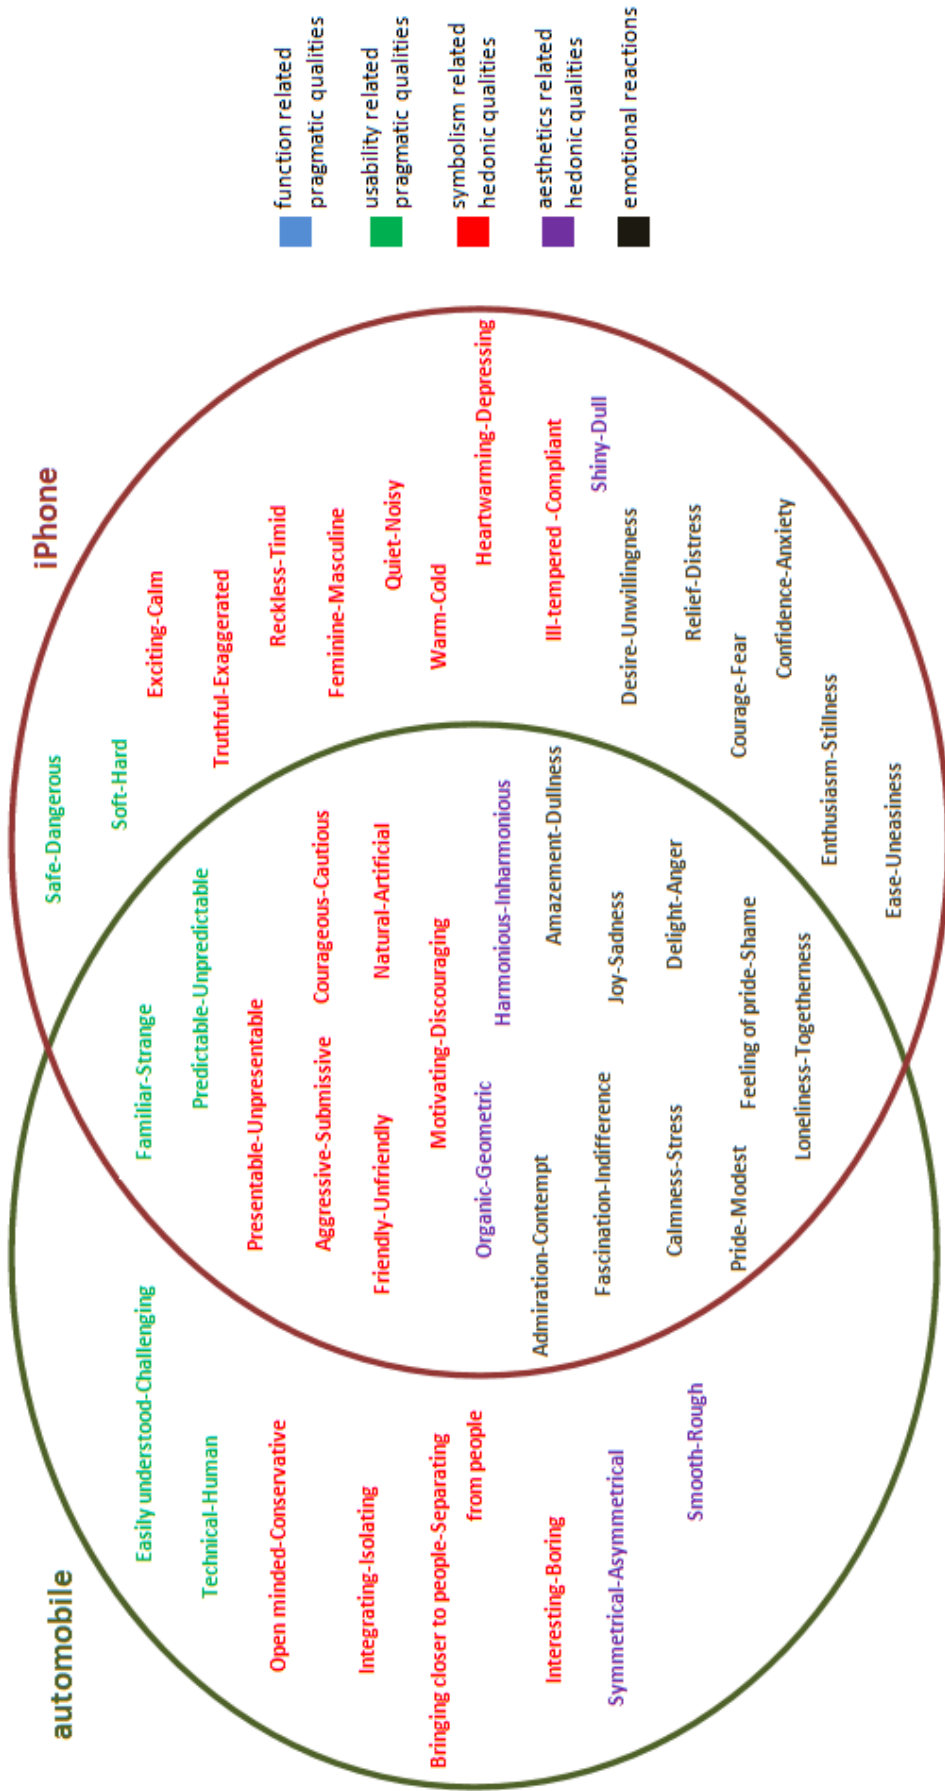 automobile
iPhone
Easily understood-Challenging
Technical-Human
Open minded-Conservative
Integrating-Isolating
Bringing closer to people-Separating
from people
Interesting-Boring
Symmetrical-Asymmetrical
Smooth-Rough
Familiar-Strange
Predictable-Unpredictable
Presentable-Unpresentable
Aggressive-Submissive
Courageous-Cautious
Friendly-Unfriendly
Natural-Artificial
Motivating-Discouraging
Organic-Geometric
Harmonious-Inharmonious
Admiration-Contempt
Amazement-Dullness
Fascination-Indifference
Joy-Sadness
Calmness-Stress
Delight-Anger
Pride-Modest
Feeling of pride-Shame
Loneliness-Togetherness
Safe-Dangerous
Soft-Hard
Exciting-Calm
Truthful-Exaggerated
Reckless-Timid
Feminine-Masculine
Quiet-Noisy
Warm-Cold
Heartwarming-Depressing
Ill-tempered -Compliant
Shiny-Dull
Desire-Unwillingness
Relief-Distress
Courage-Fear
Confidence-Anxiety
Enthusiasm-Stillness
Ease-Uneasiness
function related
pragmatic qualities
usability related
pragmatic qualities
symbolism related
hedonic qualities
aesthetics related
hedonic qualities
emotional reactions